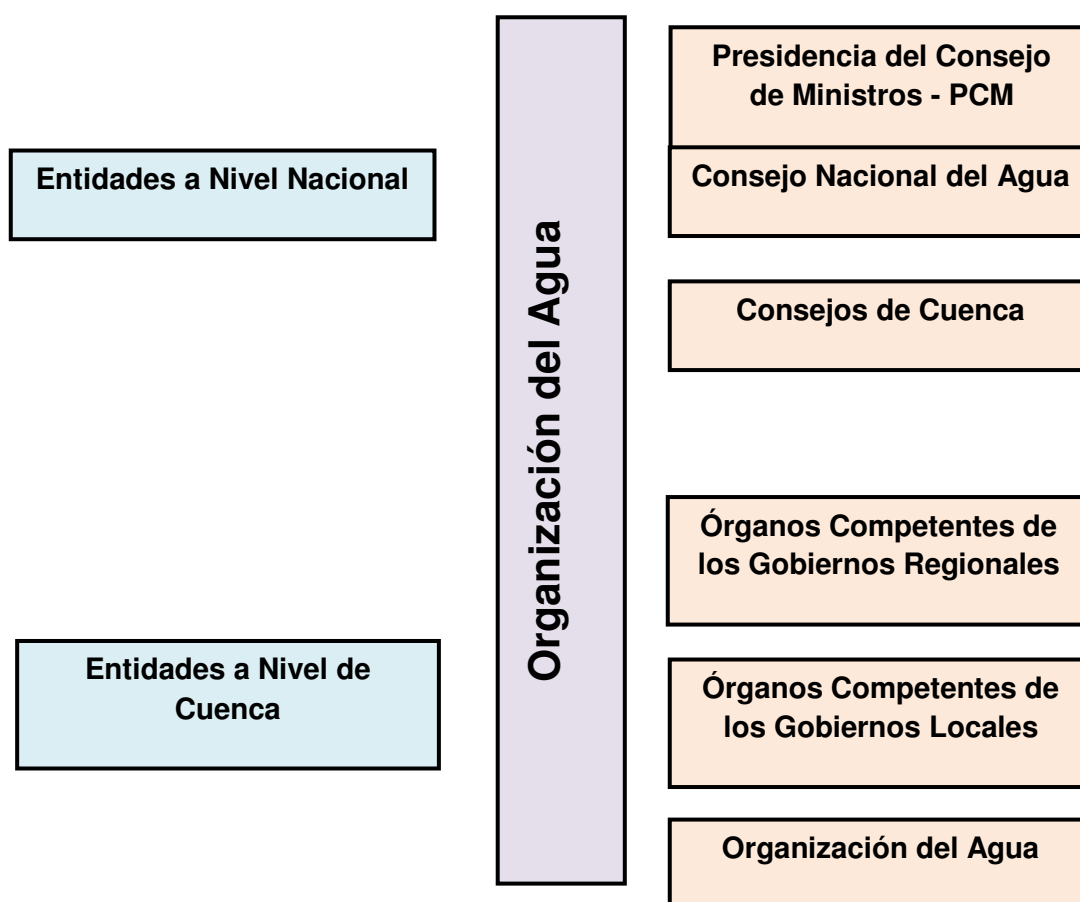 Entidades a Nivel Nacional
Entidades a Nivel de
Cuenca
Organización del Agua
Presidencia del Consejo
de Ministros - PCM
Consejo Nacional del Agua
Consejos de Cuenca
Órganos Competentes de
los Gobiernos Regionales
Órganos Competentes de
los Gobiernos Locales
Organización del Agua